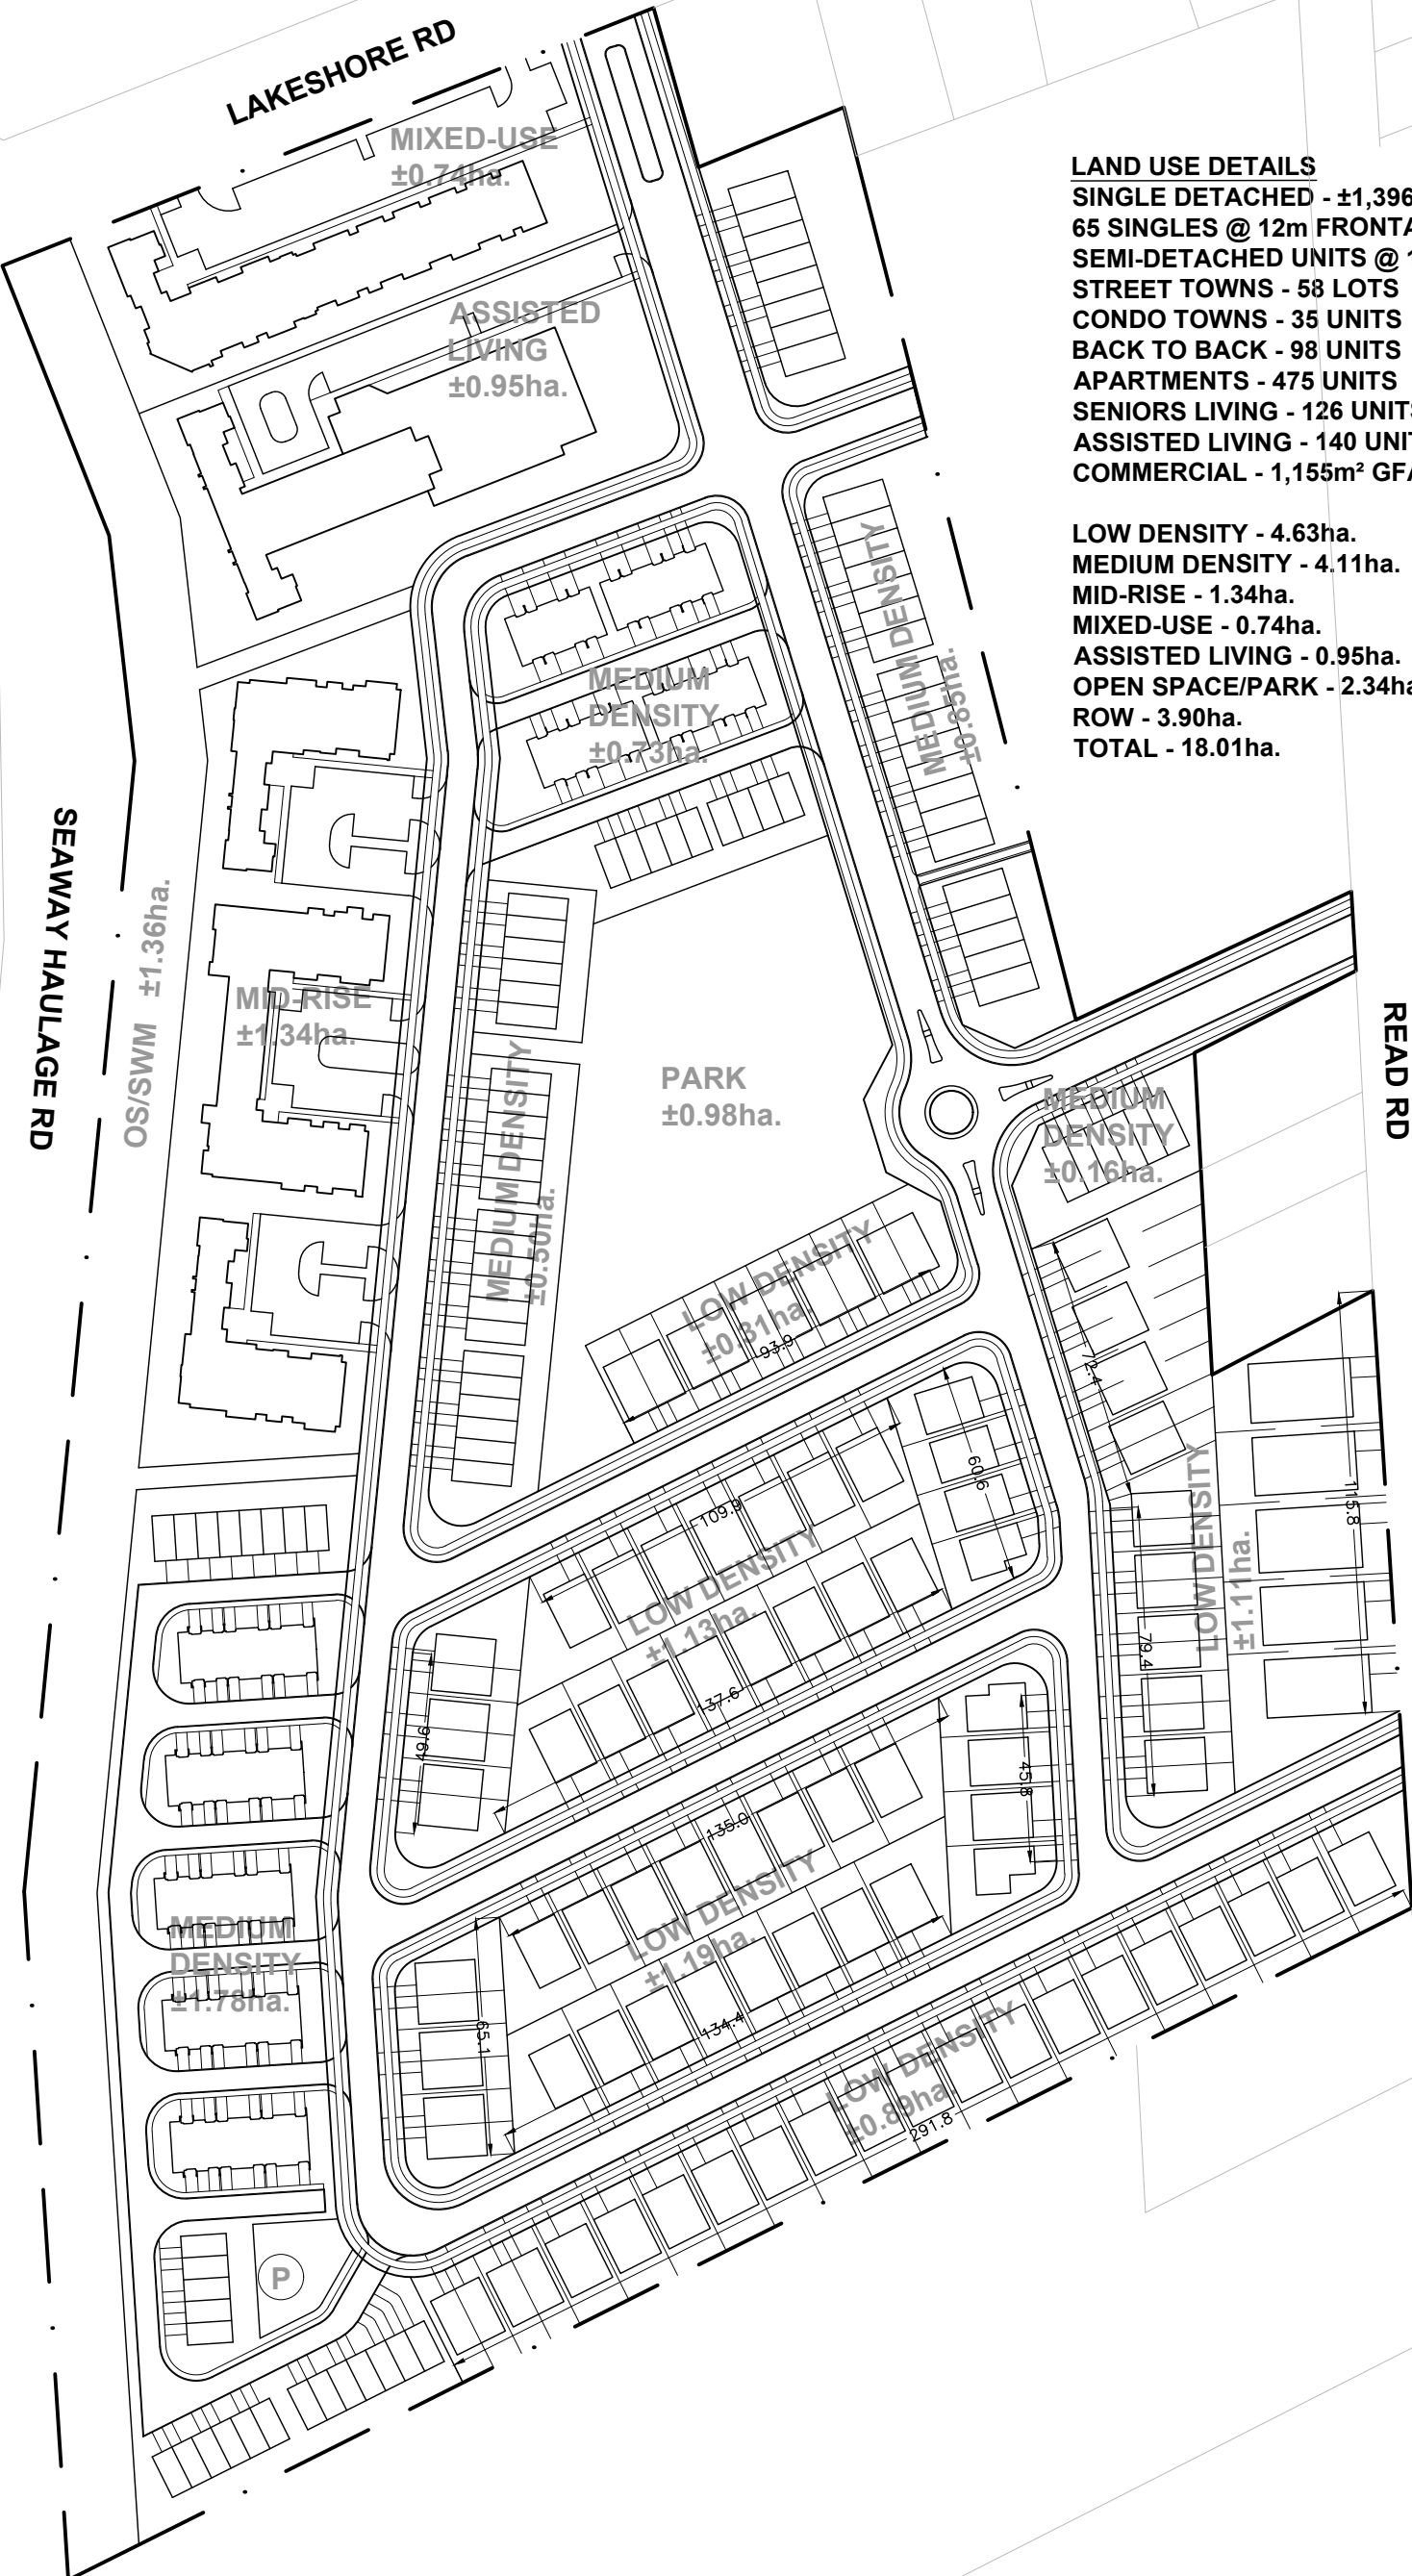 LAKESHORE RD
MIXED-USE
±0.74ha.
LAND USE DETAILS
SINGLE DETACHED - ±1,396
65 SINGLES @ 12m FRONTA
SEMI-DETACHED UNITS @ 1
STREET TOWNS - 58 LOTS
CONDO TOWNS - 35 UNITS
BACK TO BACK - 98 UNITS
APARTMENTS - 475 UNITS
SENIORS LIVING - 126 UNITS
ASSISTED LIVING - 140 UNIT
COMMERCIAL - 1,155m² GFA
LOW DENSITY - 4.63ha.
MEDIUM DENSITY - 4.11ha.
MID-RISE - 1.34ha.
MIXED-USE - 0.74ha.
ASSISTED LIVING - 0.95ha.
OPEN SPACE/PARK - 2.34ha
ROW - 3.90ha.
TOTAL - 18.01ha.
ASSISTED
LIVING
±0.95ha.
MEDIUM DENSITY
MEDIUM DENSITY
±0.85ha.
MEDIUM
DENSITY
±0.73ha.
SEAWAY HAULAGE RD
OS/SWM ±1.36ha.
MID-RISE
±1.34ha.
MEDIUM DENSITY
±0.50ha.
PARK
±0.98ha.
READ RD
MEDIUM
DENSITY
±0.16ha.
LOW DENSITY
±0.31ha.
93.9
72.4
60.6
109.9
LOW DENSITY
±1.13ha.
137.6
49.6
LOW DENSITY
±1.11ha.
115.8
79.4
45.8
135.0
LOW DENSITY
±1.19ha.
134.4
65.1
MEDIUM
DENSITY
±1.78ha.
LOW DENSITY
±0.89ha.
291.8
P